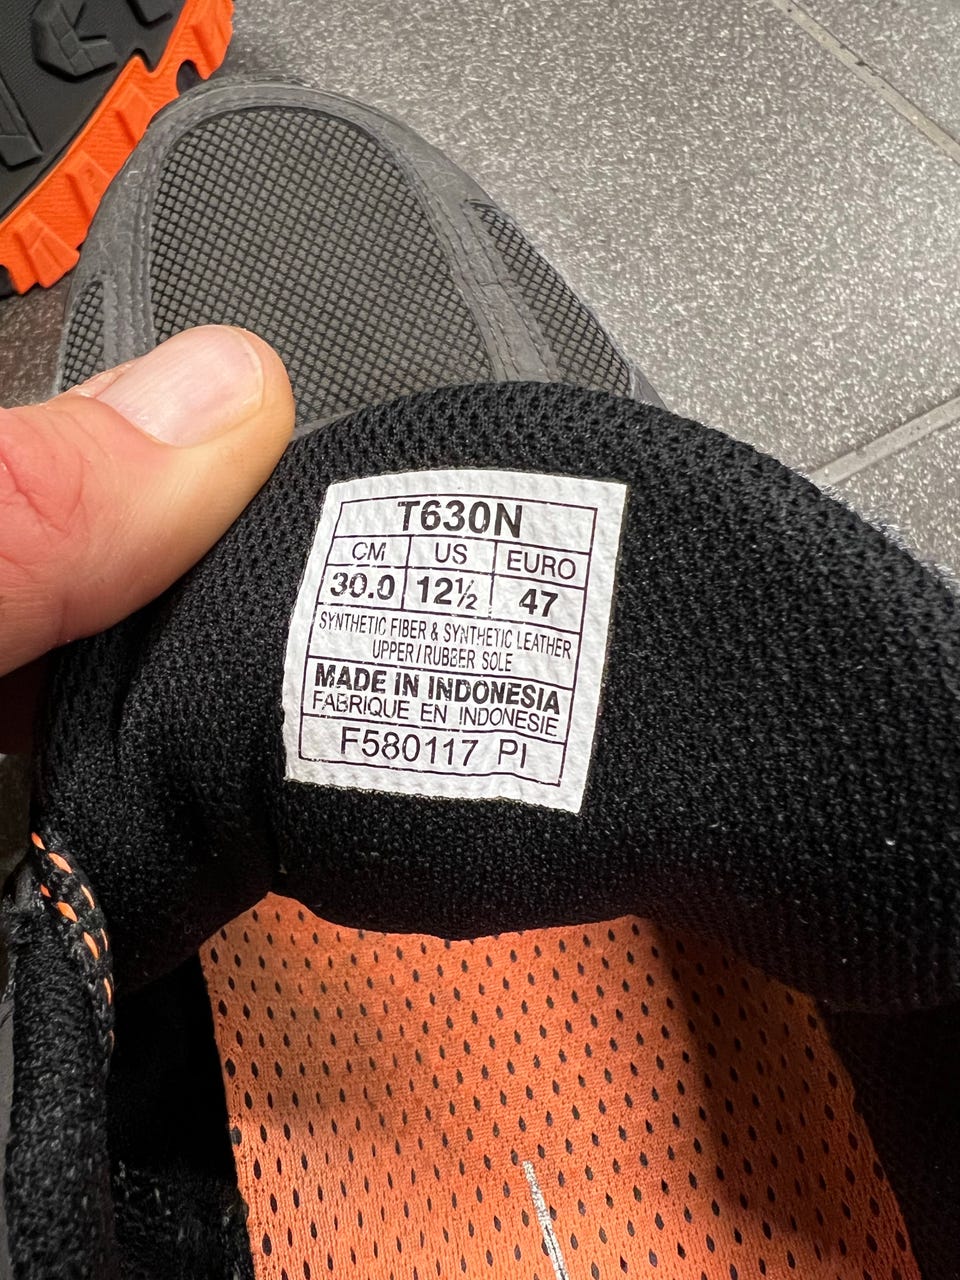 T630N
CM US EURO
30.0 12½ 47
SYNTHETIC FIBER & SYNTHETIC LEATHER
UPPER/RUBBER SOLE
MADE IN INDONESIA
FABRIQUE EN INDONESIE
F580117 PI